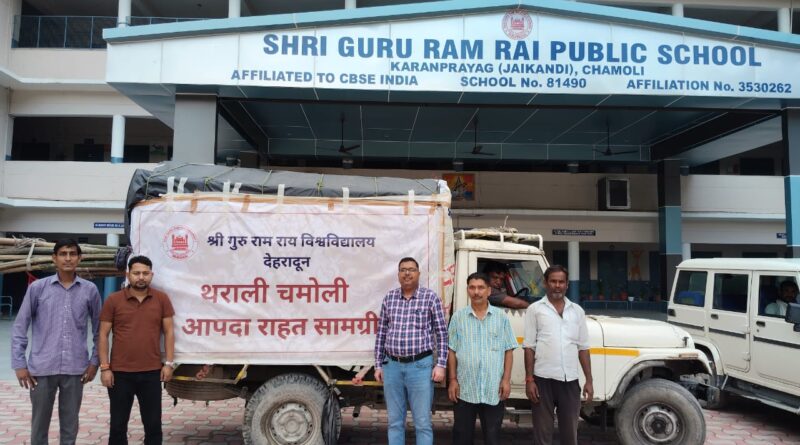 SHRI GURU RAM RAI PUBLIC SCHOOL
KARANPRAYAG (JAIKANDI), CHAMOLI
AFFILIATED TO CBSE INDIA SCHOOL No. 81490 AFFILIATION No. 3530262
श्री गुरु राम राय विश्वविद्यालय
देहरादून
थराली चमोली
आपदा राहत सामग्री